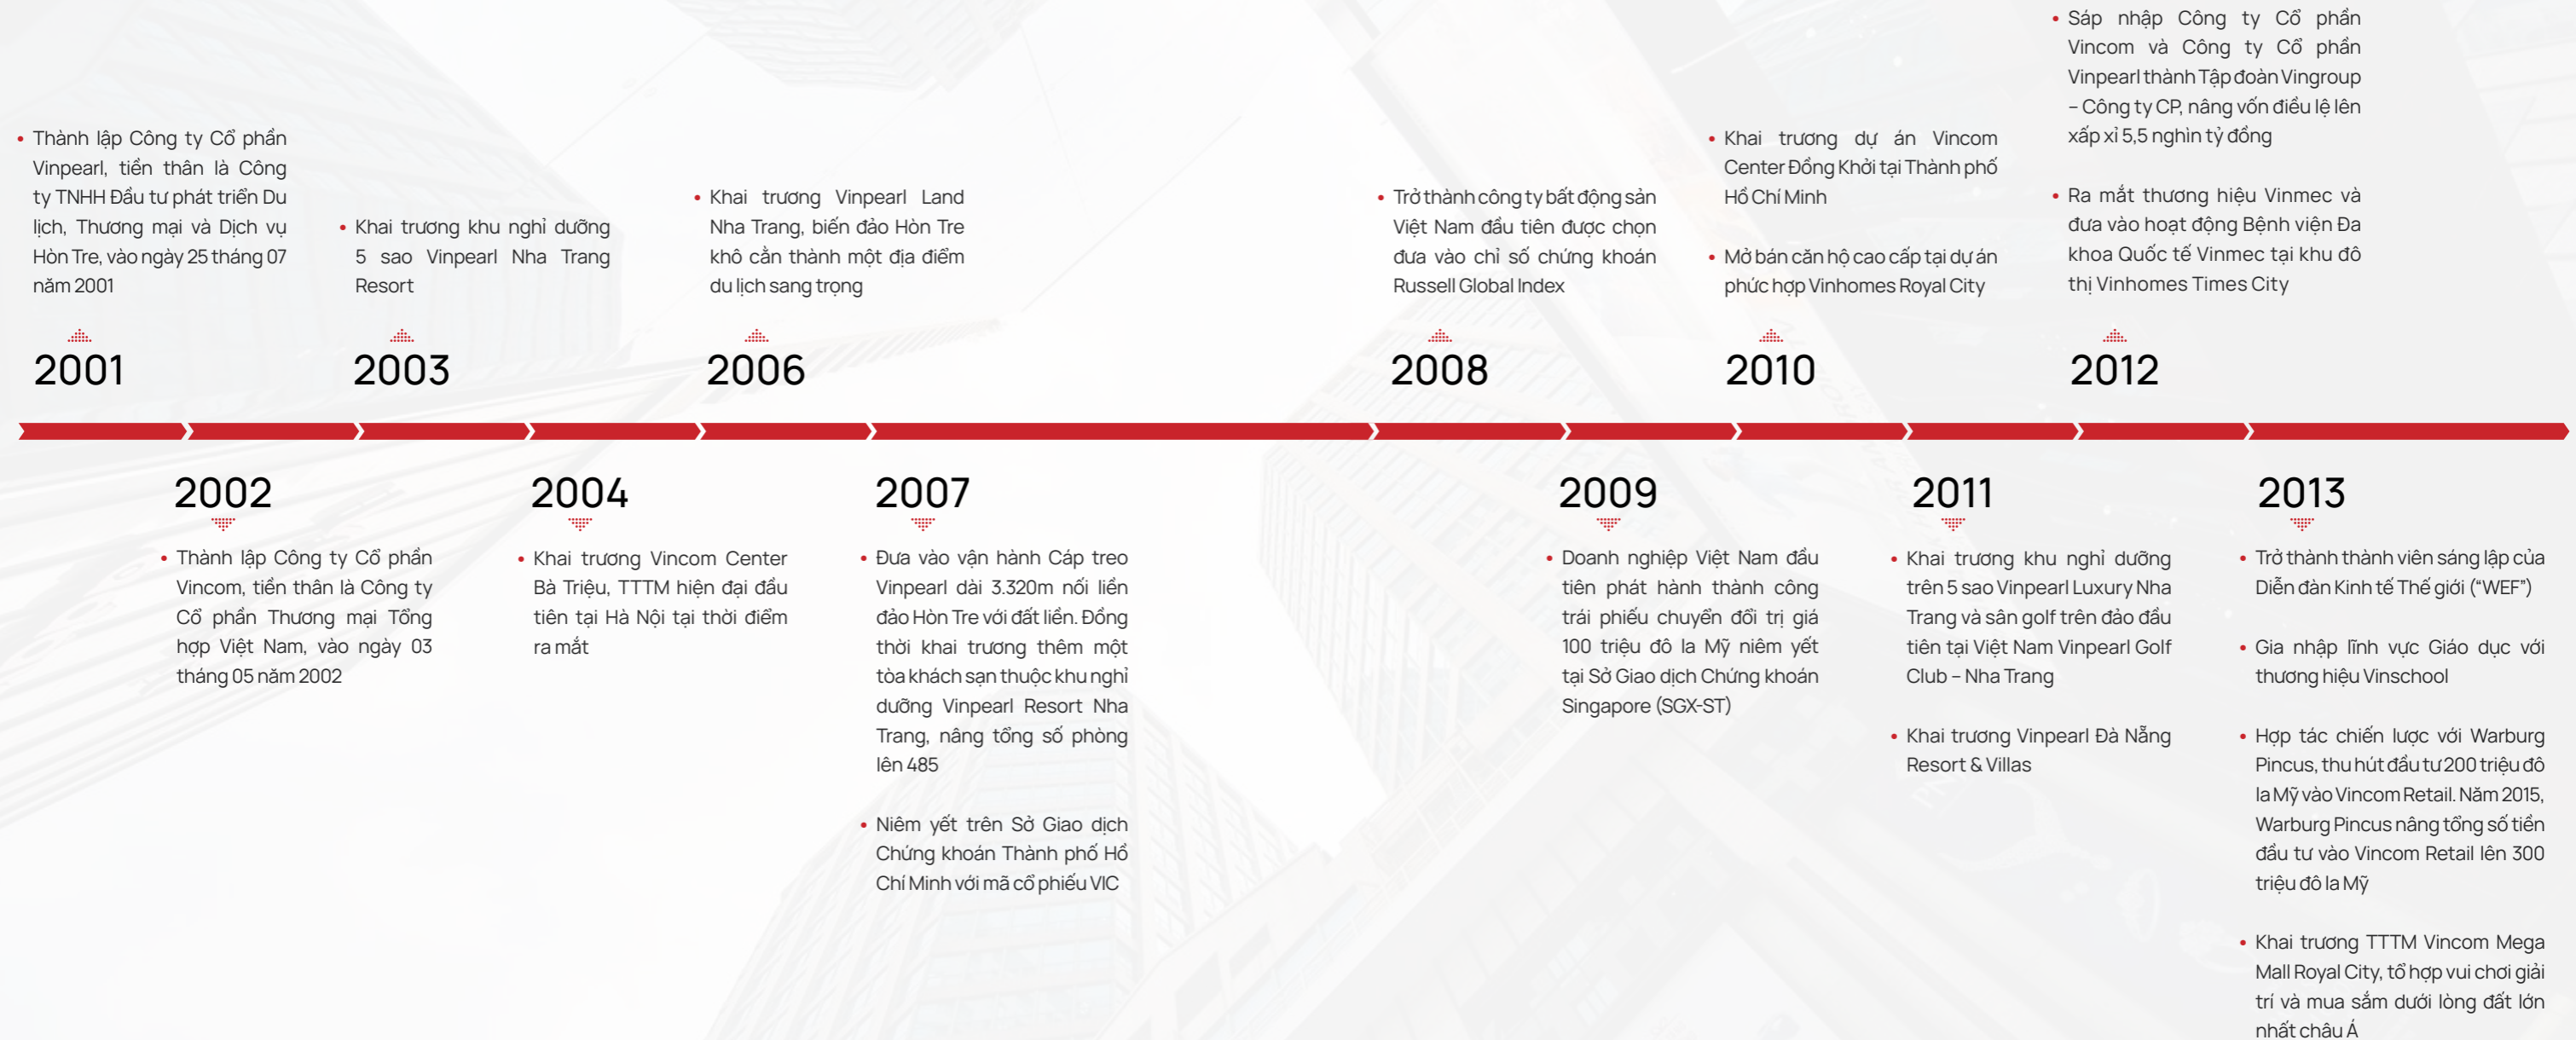 • Thành lập Công ty Cổ phần
Vinpearl, tiền thân là Công
ty TNHH Đầu tư phát triển Du
lịch, Thương mại và Dịch vụ
Hòn Tre, vào ngày 25 tháng 07
năm 2001
2001
2002
• Thành lập Công ty Cổ phần
Vincom, tiền thân là Công ty
Cổ phần Thương mại Tổng
hợp Việt Nam, vào ngày 03
tháng 05 năm 2002
• Khai trương khu nghỉ dưỡng
5 sao Vinpearl Nha Trang
Resort
2003
2004
• Khai trương Vincom Center
Bà Triệu, TTTM hiện đại đầu
tiên tại Hà Nội tại thời điểm
ra mắt
• Khai trương Vinpearl Land
Nha Trang, biến đảo Hòn Tre
khô cằn thành một địa điểm
du lịch sang trọng
2006
2007
• Đưa vào vận hành Cáp treo
Vinpearl dài 3.320m nối liền
đảo Hòn Tre với đất liền. Đồng
thời khai trương thêm một
tòa khách sạn thuộc khu nghỉ
dưỡng Vinpearl Resort Nha
Trang, nâng tổng số phòng
lên 485
• Niêm yết trên Sở Giao dịch
Chứng khoán Thành phố Hồ
Chí Minh với mã cổ phiếu VIC
• Trở thành công ty bất động sản
Việt Nam đầu tiên được chọn
đưa vào chỉ số chứng khoán
Russell Global Index
2008
2009
• Doanh nghiệp Việt Nam đầu
tiên phát hành thành công
trái phiếu chuyển đổi trị giá
100 triệu đô la Mỹ niêm yết
tại Sở Giao dịch Chứng khoán
Singapore (SGX-ST)
• Khai trương dự án Vincom
Center Đồng Khởi tại Thành phố
Hồ Chí Minh
• Mở bán căn hộ cao cấp tại dự án
phức hợp Vinhomes Royal City
2010
2011
• Khai trương khu nghỉ dưỡng
trên 5 sao Vinpearl Luxury Nha
Trang và sân golf trên đảo đầu
tiên tại Việt Nam Vinpearl Golf
Club – Nha Trang
• Khai trương Vinpearl Đà Nẵng
Resort & Villas
• Sáp nhập Công ty Cổ phần
Vincom và Công ty Cổ phần
Vinpearl thành Tập đoàn Vingroup
– Công ty CP, nâng vốn điều lệ lên
xấp xỉ 5,5 nghìn tỷ đồng
• Ra mắt thương hiệu Vinmec và
đưa vào hoạt động Bệnh viện Đa
khoa Quốc tế Vinmec tại khu đô
thị Vinhomes Times City
2012
2013
• Trở thành thành viên sáng lập của
Diễn đàn Kinh tế Thế giới (“WEF”)
• Gia nhập lĩnh vực Giáo dục với
thương hiệu Vinschool
• Hợp tác chiến lược với Warburg
Pincus, thu hút đầu tư 200 triệu đô
la Mỹ vào Vincom Retail. Năm 2015,
Warburg Pincus nâng tổng số tiền
đầu tư vào Vincom Retail lên 300
triệu đô la Mỹ
• Khai trương TTTM Vincom Mega
Mall Royal City, tổ hợp vui chơi giải
trí và mua sắm dưới lòng đất lớn
nhất châu Á